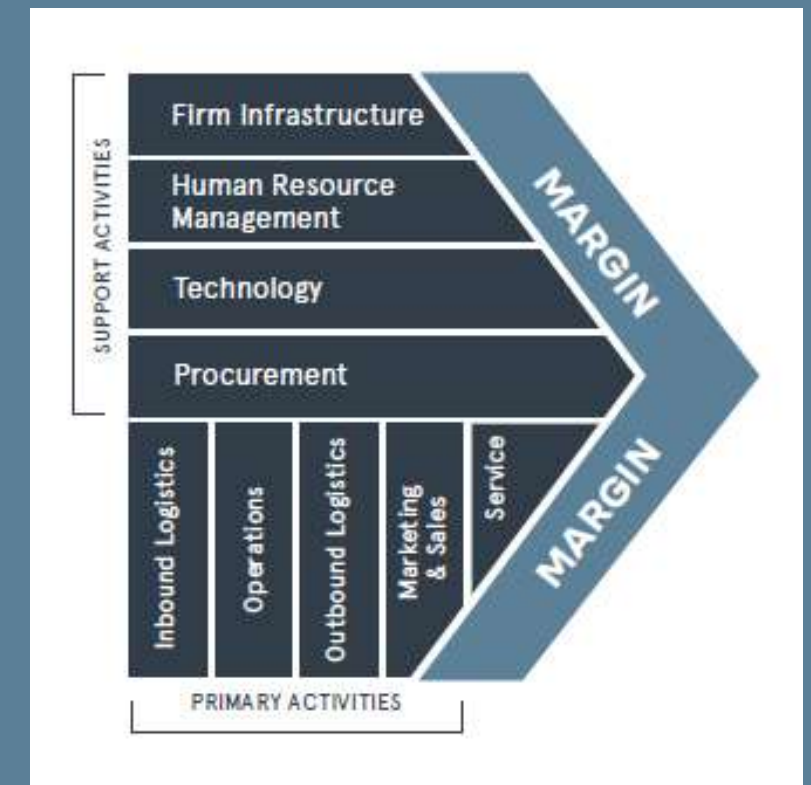 SUPPORT ACTIVITIES
Firm Infrastructure
Human Resource
Management
Technology
Procurement
MARGIN
MARGIN
Inbound Logistics
Operations
Outbound Logistics
Marketing
& Sales
Service
PRIMARY ACTIVITIES